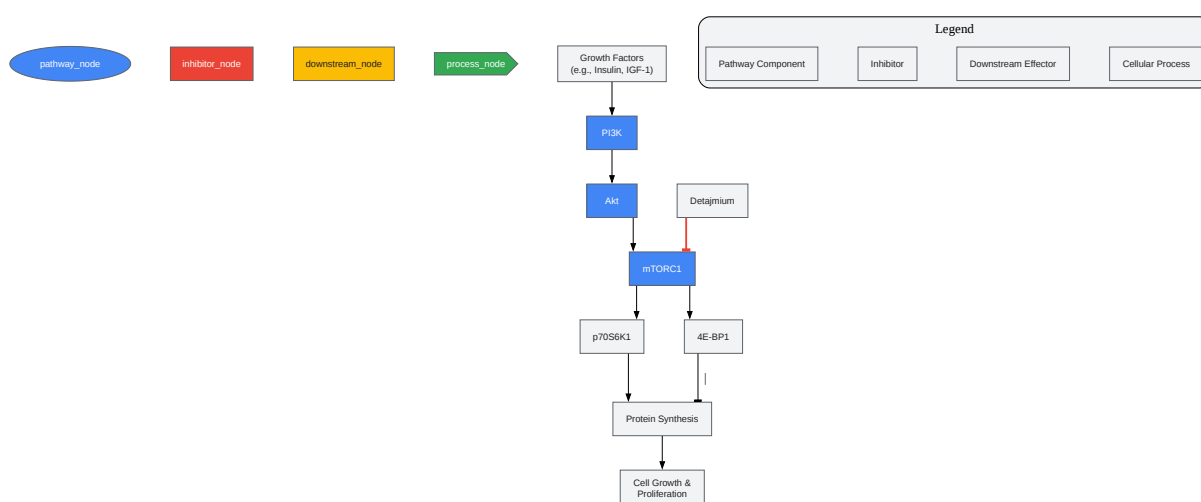 Legend
pathway_node
inhibitor_node
downstream_node
process_node
Growth Factors
(e.g., Insulin, IGF-1)
Pathway Component
Inhibitor
Downstream Effector
Cellular Process
PI3K
Akt
Detajmium
mTORC1
p70S6K1
4E-BP1
|
Protein Synthesis
Cell Growth &
Proliferation